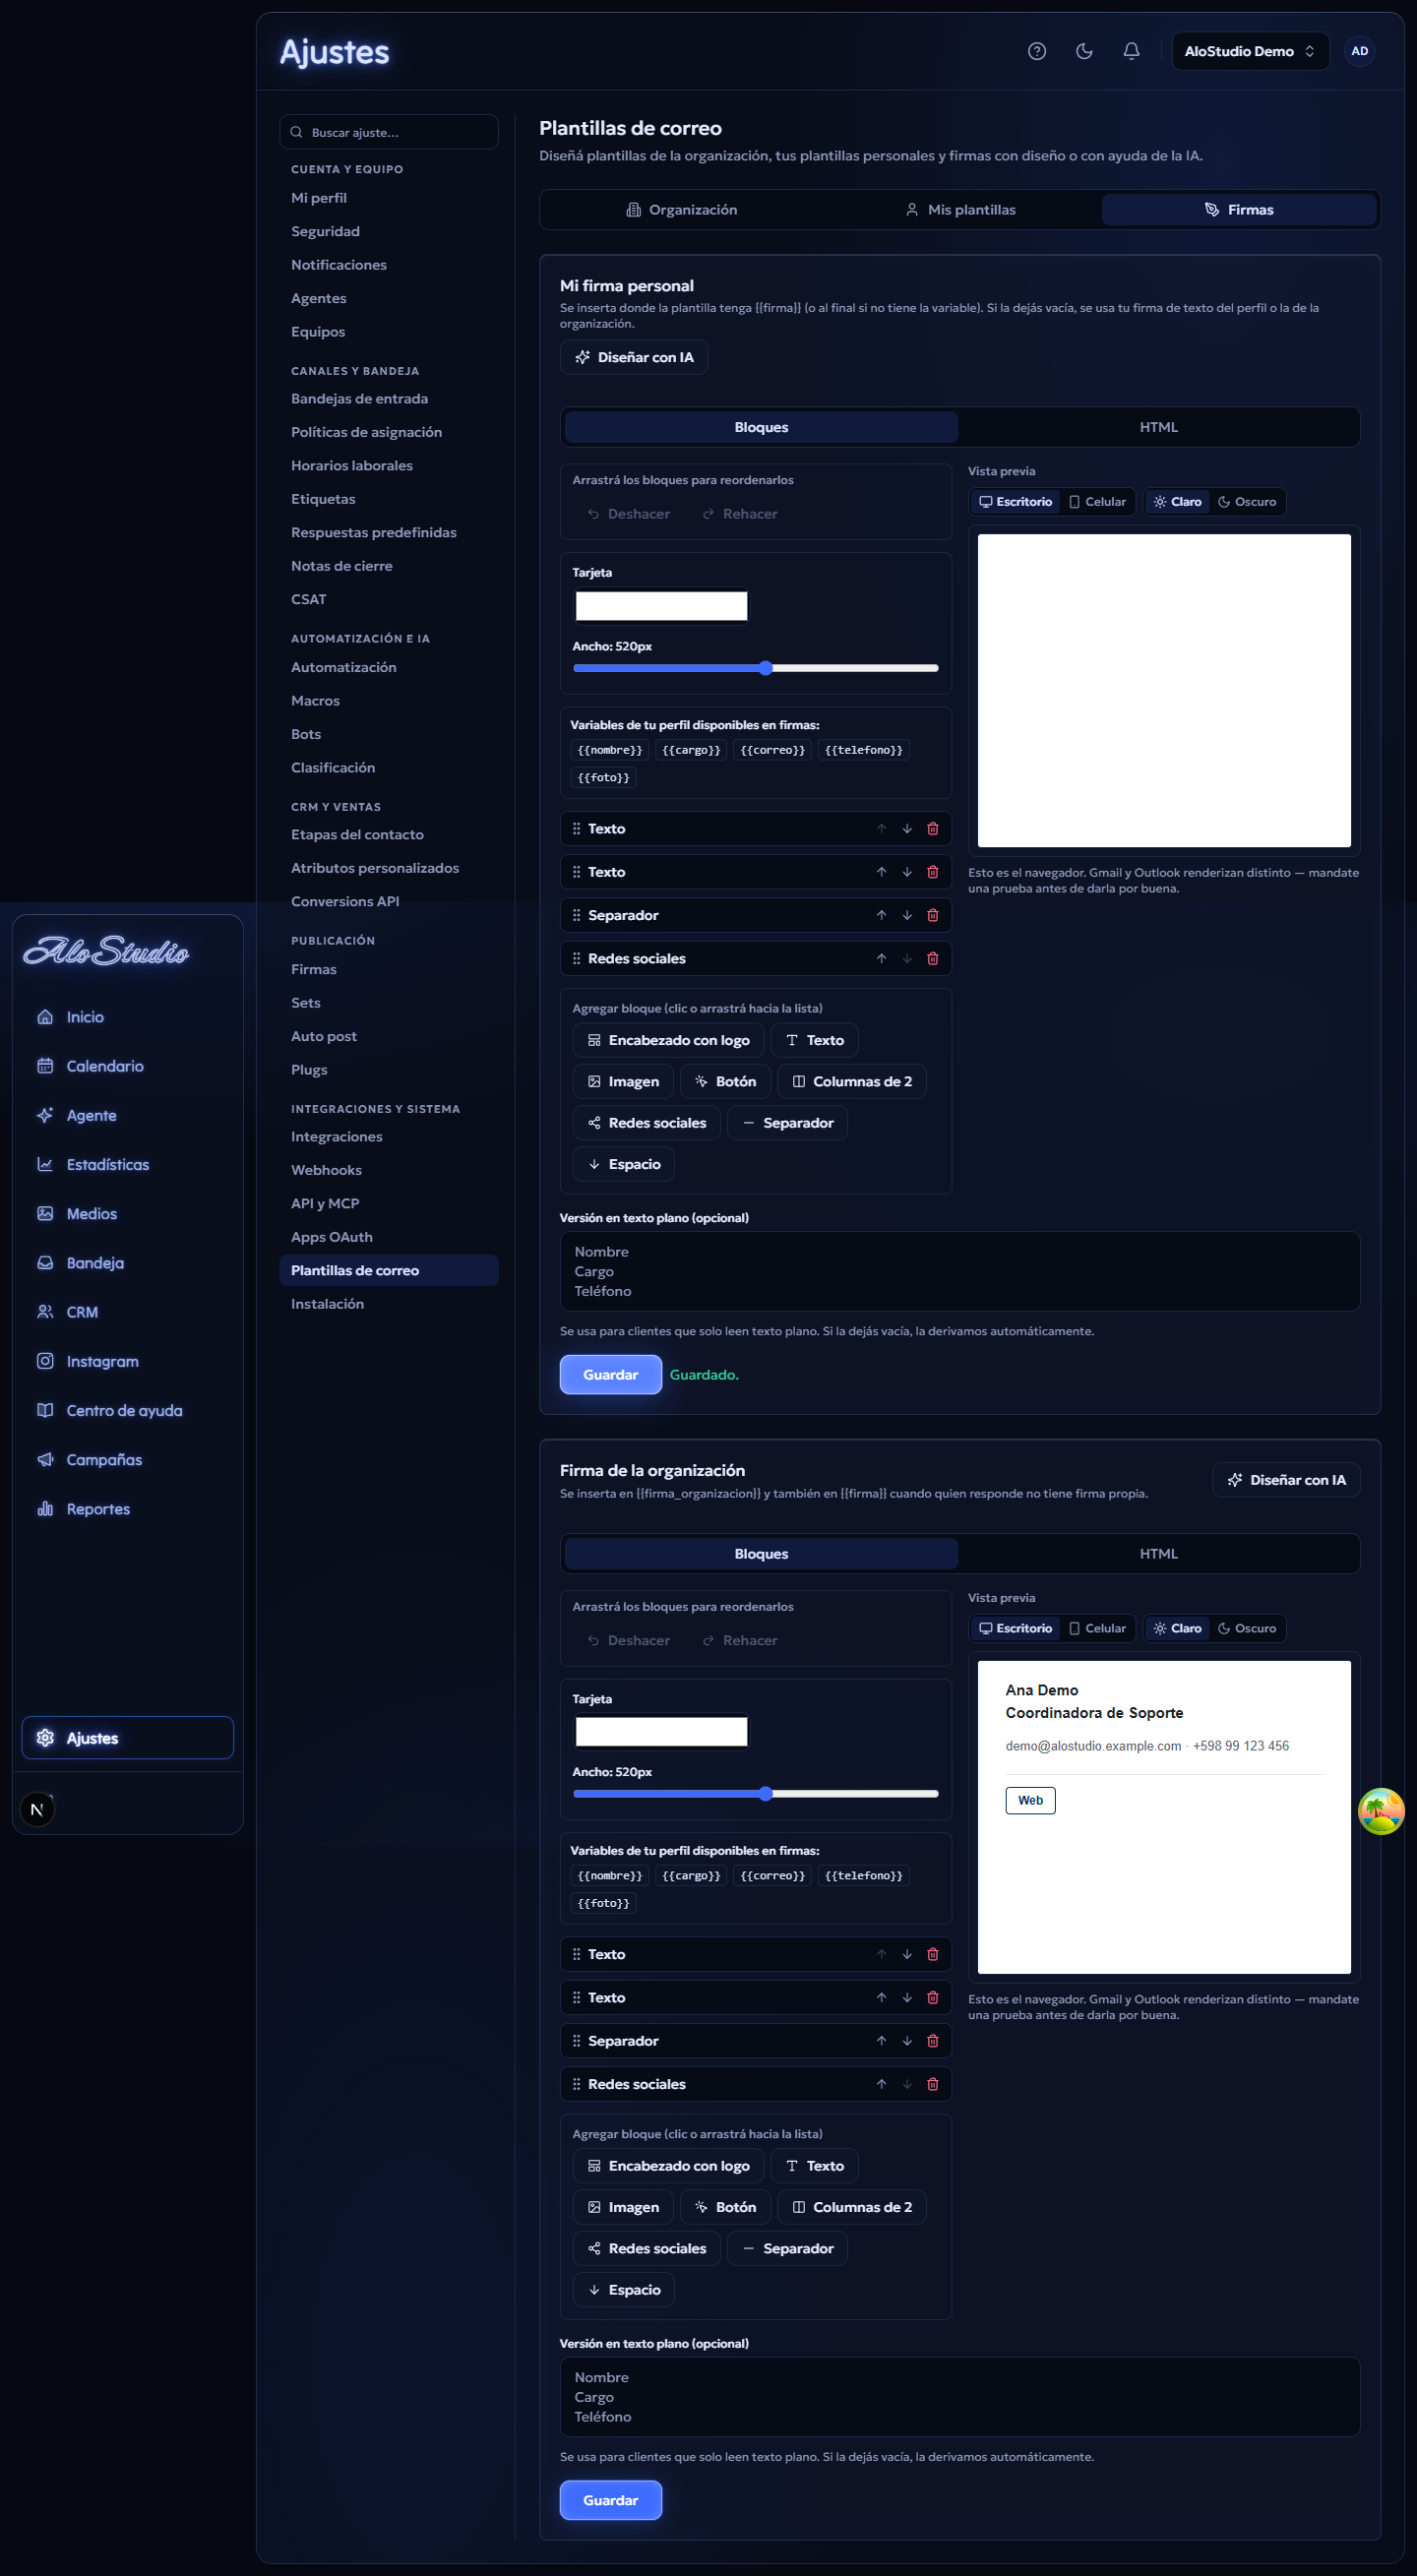 Ajustes
AloStudio Demo
AD
Buscar ajuste...
CUENTA Y EQUIPO
Mi perfil
Seguridad
Notificaciones
Agentes
Equipos
CANALES Y BANDEJA
Bandejas de entrada
Políticas de asignación
Horarios laborales
Etiquetas
Respuestas predefinidas
Notas de cierre
CSAT
AUTOMATIZACIÓN E IA
Automatización
Macros
Bots
Clasificación
CRM Y VENTAS
Etapas del contacto
Atributos personalizados
Conversions API
PUBLICACIÓN
Firmas
Sets
Auto post
Plugs
INTEGRACIONES Y SISTEMA
Integraciones
Webhooks
API y MCP
Apps OAuth
Plantillas de correo
Instalación
AloStudio
Inicio
Calendario
Agente
Estadísticas
Medios
Bandeja
CRM
Instagram
Centro de ayuda
Campañas
Reportes
Ajustes
N
Plantillas de correo
Diseñá plantillas de la organización, tus plantillas personales y firmas con diseño o con ayuda de la IA.
Organización
Mis plantillas
Firmas
Mi firma personal
Se inserta donde la plantilla tenga {{firma}} (o al final si no tiene la variable). Si la dejás vacía, se usa tu firma de texto del perfil o la de la
organización.
Diseñar con IA
Bloques
HTML
Arrastrá los bloques para reordenarlos
Deshacer
Rehacer
Tarjeta
Ancho: 520px
Variables de tu perfil disponibles en firmas:
{{nombre}} {{cargo}} {{correo}} {{telefono}}
{{foto}}
Texto
Texto
Separador
Redes sociales
Agregar bloque (clic o arrastrá hacia la lista)
Encabezado con logo
Texto
Imagen
Botón
Columnas de 2
Redes sociales
Separador
Espacio
Vista previa
Escritorio
Celular
Claro
Oscuro
Esto es el navegador. Gmail y Outlook renderizan distinto — mandate
una prueba antes de darla por buena.
Versión en texto plano (opcional)
Nombre
Cargo
Teléfono
Se usa para clientes que solo leen texto plano. Si la dejás vacía, la derivamos automáticamente.
Guardar
Guardado.
Firma de la organización
Se inserta en {{firma_organizacion}} y también en {{firma}} cuando quien responde no tiene firma propia.
Diseñar con IA
Bloques
HTML
Arrastrá los bloques para reordenarlos
Deshacer
Rehacer
Tarjeta
Ancho: 520px
Variables de tu perfil disponibles en firmas:
{{nombre}} {{cargo}} {{correo}} {{telefono}}
{{foto}}
Texto
Texto
Separador
Redes sociales
Agregar bloque (clic o arrastrá hacia la lista)
Encabezado con logo
Texto
Imagen
Botón
Columnas de 2
Redes sociales
Separador
Espacio
Vista previa
Escritorio
Celular
Claro
Oscuro
Ana Demo
Coordinadora de Soporte
demo@alostudio.example.com · +598 99 123 456
Web
Esto es el navegador. Gmail y Outlook renderizan distinto — mandate
una prueba antes de darla por buena.
Versión en texto plano (opcional)
Nombre
Cargo
Teléfono
Se usa para clientes que solo leen texto plano. Si la dejás vacía, la derivamos automáticamente.
Guardar